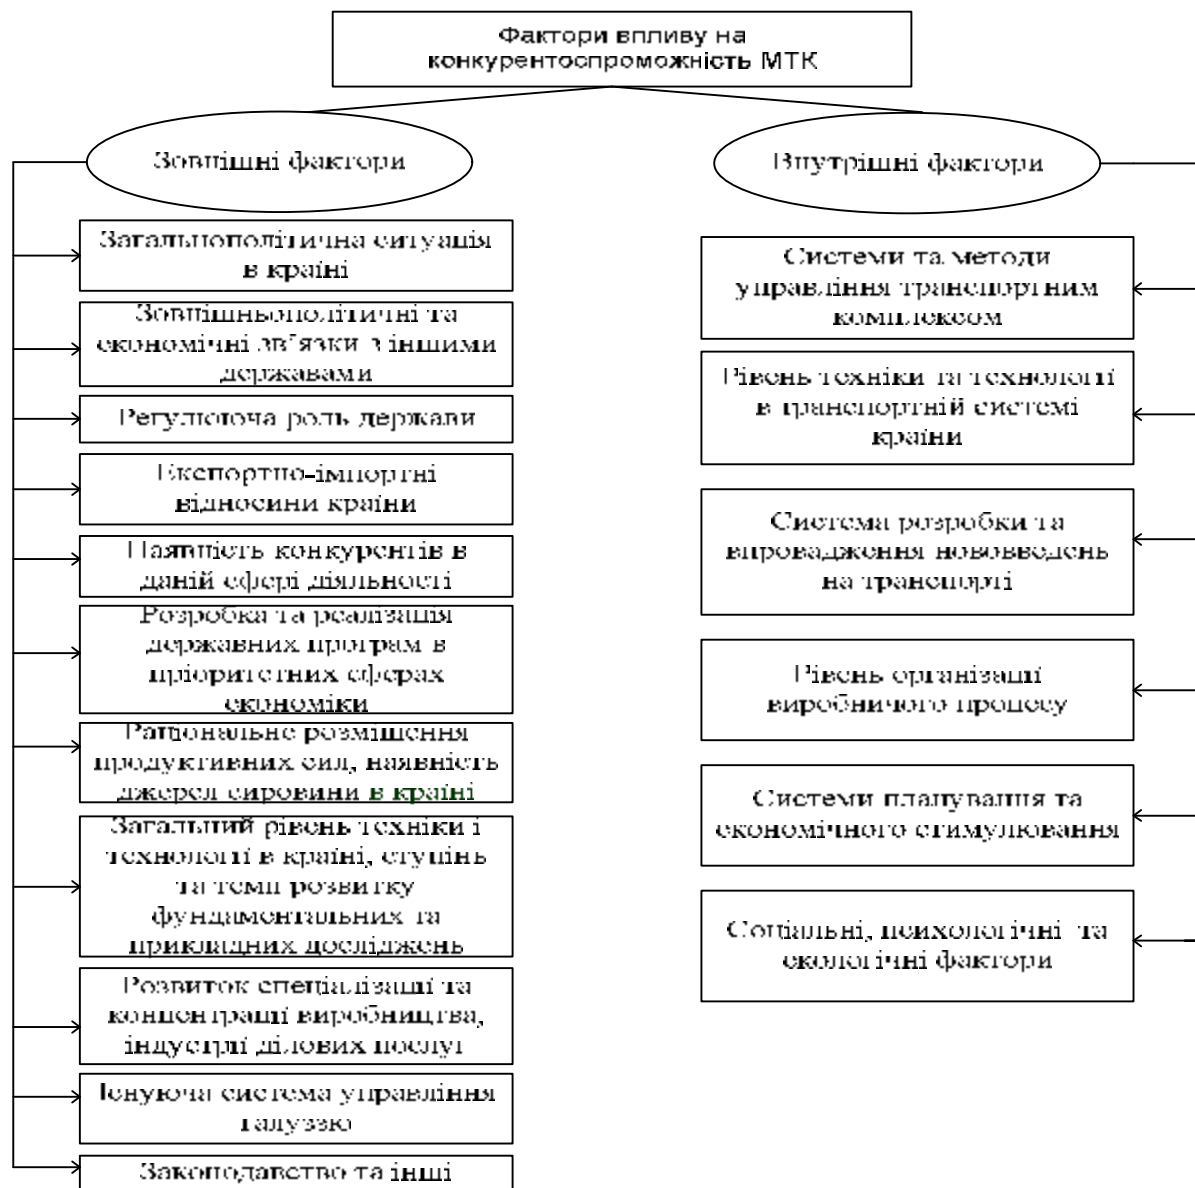 Фактори впливу на
конкурентоспроможність МТК
Зовнішні фактори
Загальнополітична ситуація
в країні
Зовнішньополітичні та
економічні зв'язки з іншими
державами
Регулююча роль держави
Експортно-імпортні
відносини країни
Наявність конкурентів в
даній сфері діяльності
Розробка та реалізація
державних програм в
пріоритетних сферах
економіки
Раціональне розміщення
продуктивних сил, наявність
джерел сировини в країні
Загальний рівень техніки і
технології в країні, ступінь
та темп розвитку
фундаментальних та
прикладних досліджень
Розвиток спеціалізації та
концентрації виробництва,
індустрії ділових послуг
Існуюча система управління
галуззю
Законодавство та інші
Внутрішні фактори
Системи та методи
управління транспортним
комплексом
Рівень техніки та технології
в транспортній системі
країни
Система розробки та
впровадження нововведень
на транспорті
Рівень організації
виробничого процесу
Системи планування та
економічного стимулювання
Соціальні, психологічні та
екологічні фактори